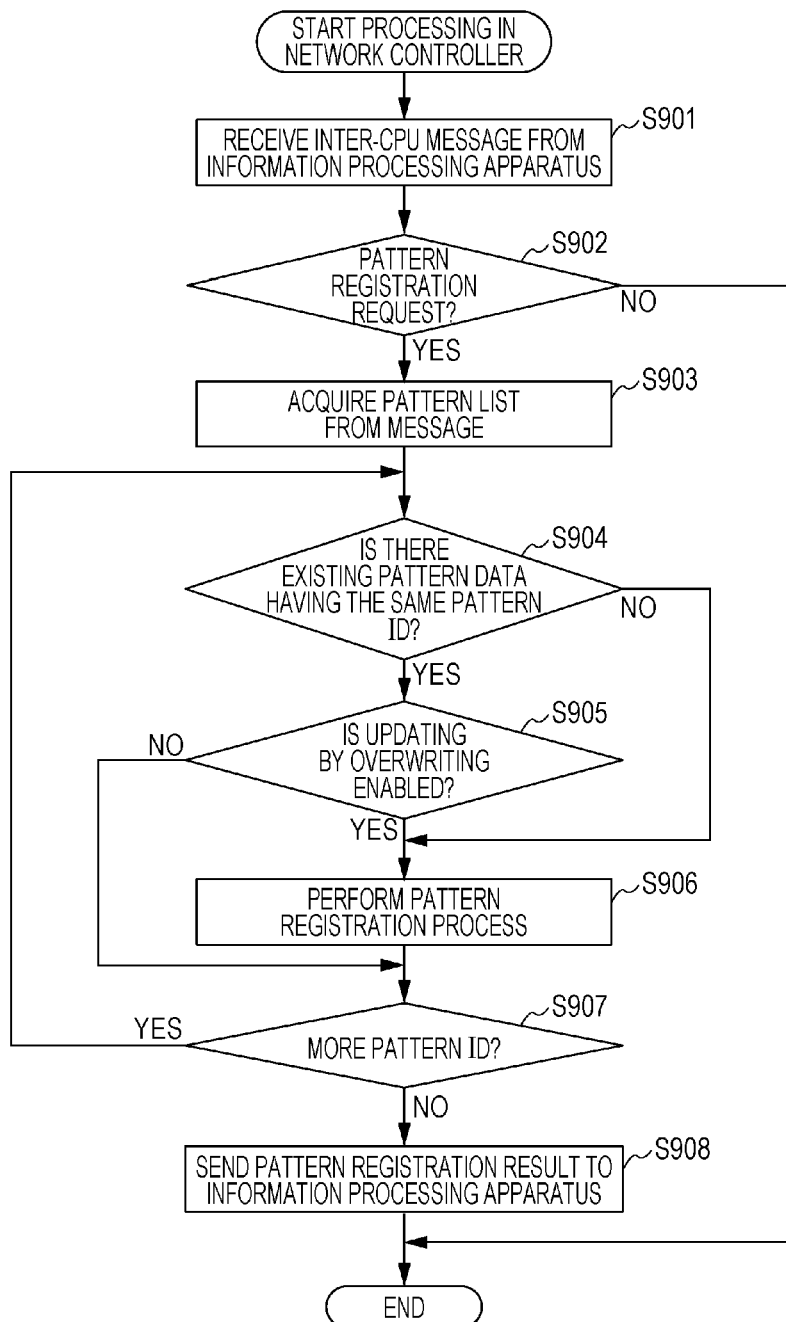 START PROCESSING IN
NETWORK CONTROLLER
S901
RECEIVE INTER-CPU MESSAGE FROM
INFORMATION PROCESSING APPARATUS
S902
PATTERN
REGISTRATION
REQUEST?
NO
YES
S903
ACQUIRE PATTERN LIST
FROM MESSAGE
S904
IS THERE
EXISTING PATTERN DATA
HAVING THE SAME PATTERN
ID?
NO
YES
S905
NO
IS UPDATING
BY OVERWRITING
ENABLED?
YES
S906
PERFORM PATTERN
REGISTRATION PROCESS
S907
YES
MORE PATTERN ID?
NO
S908
SEND PATTERN REGISTRATION RESULT TO
INFORMATION PROCESSING APPARATUS
END